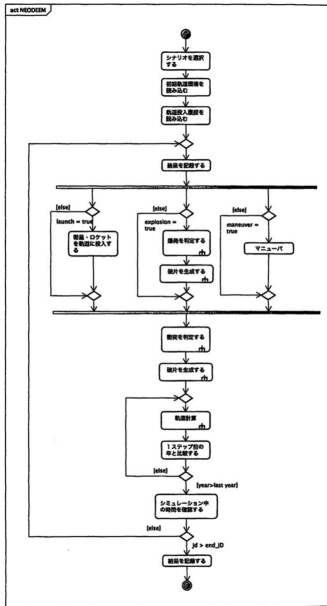 act NEODEEM
シナリオを選択
する
初期軌道環境を
読み込む
軌道投入履歴を
読み込む
結果を記録する
[else]
launch = true
衛星・ロケット
を軌道に投入す
る
[else]
explosion =
true
爆発を判定する
破片を生成する
[else]
maneuver =
true
マニューバ
衝突を判定する
破片を生成する
軌道計算
1ステップ前の
年と比較する
[else]
[year>last year]
シミュレーション中
の時間を確認する
[else]
jd > end_JD
結果を記録する